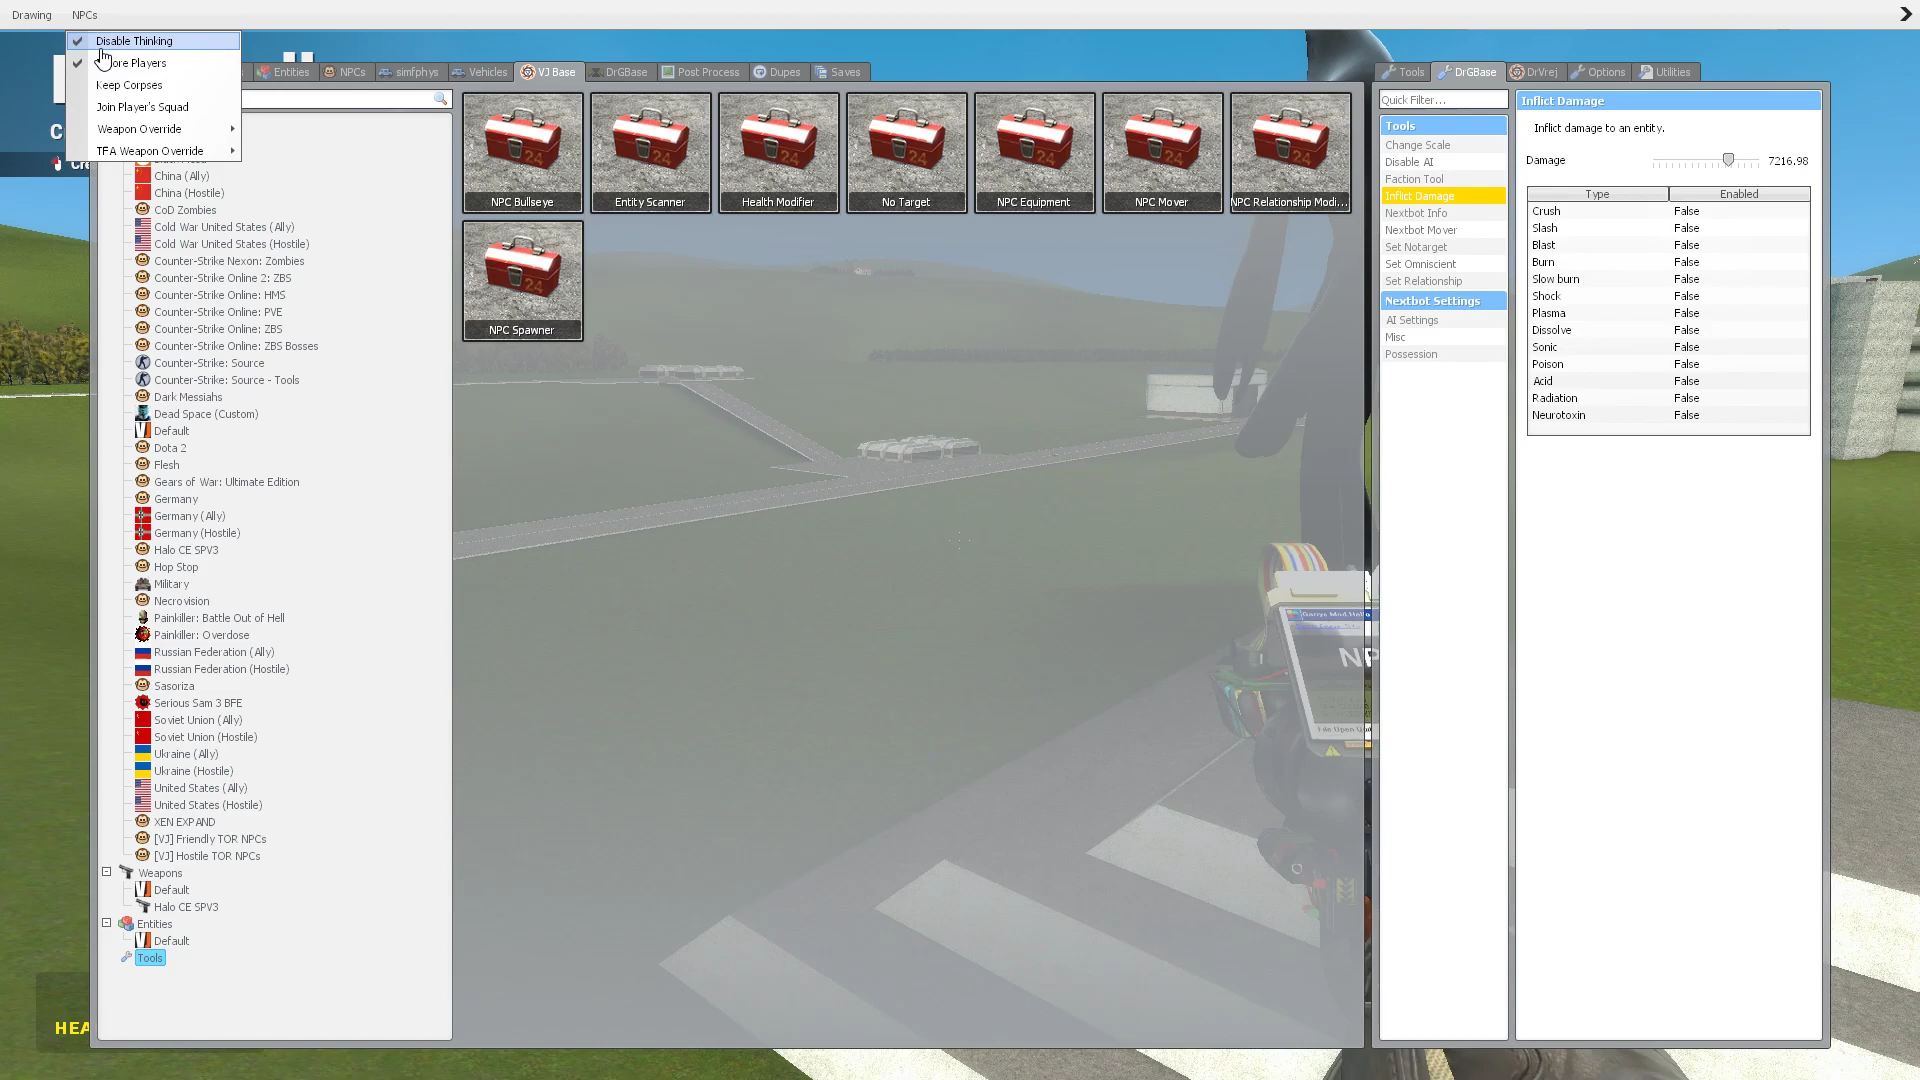 Drawing NPCs
Disable Thinking
ore Players
Keep Corpses
Join Player's Squad
Weapon Override
TFA Weapon Override
Entities NPCs simfphys Vehicles VJ Base DrGBase Post Process Dupes Saves
China (Ally)
China (Hostile)
CoD Zombies
Cold War United States (Ally)
Cold War United States (Hostile)
Counter-Strike Nexon: Zombies
Counter-Strike Online 2: ZBS
Counter-Strike Online: HMS
Counter-Strike Online: PVE
Counter-Strike Online: ZBS
Counter-Strike Online: ZBS Bosses
Counter-Strike: Source
Counter-Strike: Source - Tools
Dark Messiahs
Dead Space (Custom)
Default
Dota 2
Flesh
Gears of War: Ultimate Edition
Germany
Germany (Ally)
Germany (Hostile)
Halo CE SPV3
Hop Stop
Military
Necrovision
Painkiller: Battle Out of Hell
Painkiller: Overdose
Russian Federation (Ally)
Russian Federation (Hostile)
Sasoriza
Serious Sam 3 BFE
Soviet Union (Ally)
Soviet Union (Hostile)
Ukraine (Ally)
Ukraine (Hostile)
United States (Ally)
United States (Hostile)
XEN EXPAND
[VJ] Friendly TOR NPCs
[VJ] Hostile TOR NPCs
Weapons
Default
Halo CE SPV3
Entities
Default
Tools
HEA
NPC Bullseye
Entity Scanner
Health Modifier
No Target
NPC Equipment
NPC Mover
NPC Relationship Modi...
NPC Spawner
Tools DrGBase DrVrej Options Utilities
Quick Filter...
Tools
Change Scale
Disable AI
Faction Tool
Inflict Damage
Nextbot Info
Nextbot Mover
Set Notarget
Set Omniscient
Set Relationship
Nextbot Settings
AI Settings
Misc
Possession
Inflict Damage
Inflict damage to an entity.
Damage 7216.98
Type Enabled
Crush False
Slash False
Blast False
Burn False
Slow burn False
Shock False
Plasma False
Dissolve False
Sonic False
Poison False
Acid False
Radiation False
Neurotoxin False